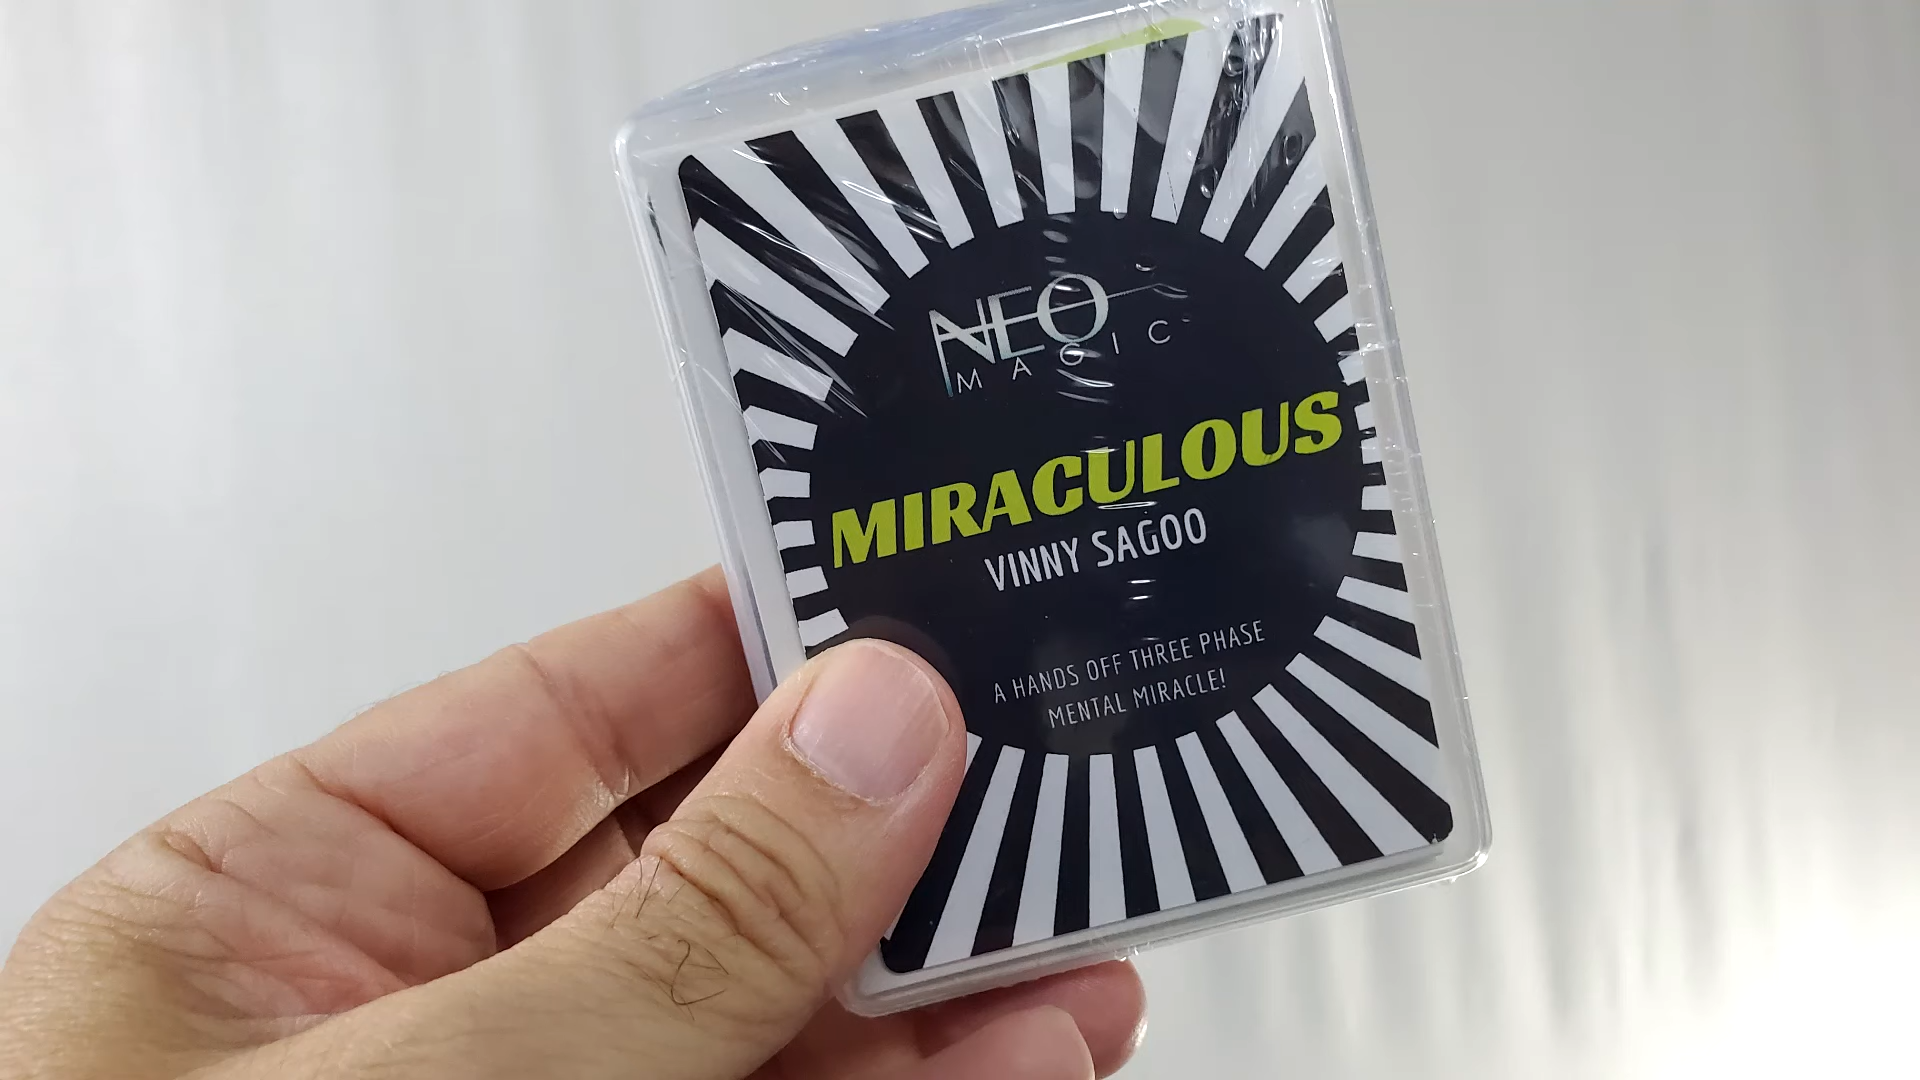 NEO
MAGIC
MIRACULOUS
VINNY SAGOO
A HANDS OFF THREE PHASE
MENTAL MIRACLE!